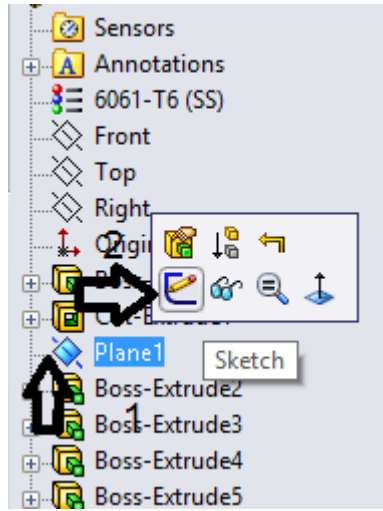 Sensors
Annotations
6061-T6 (SS)
Front
Top
Right
2
Origi
Plane1
Sketch
Boss-Extrude2
1
Boss-Extrude3
Boss-Extrude4
Boss-Extrude5